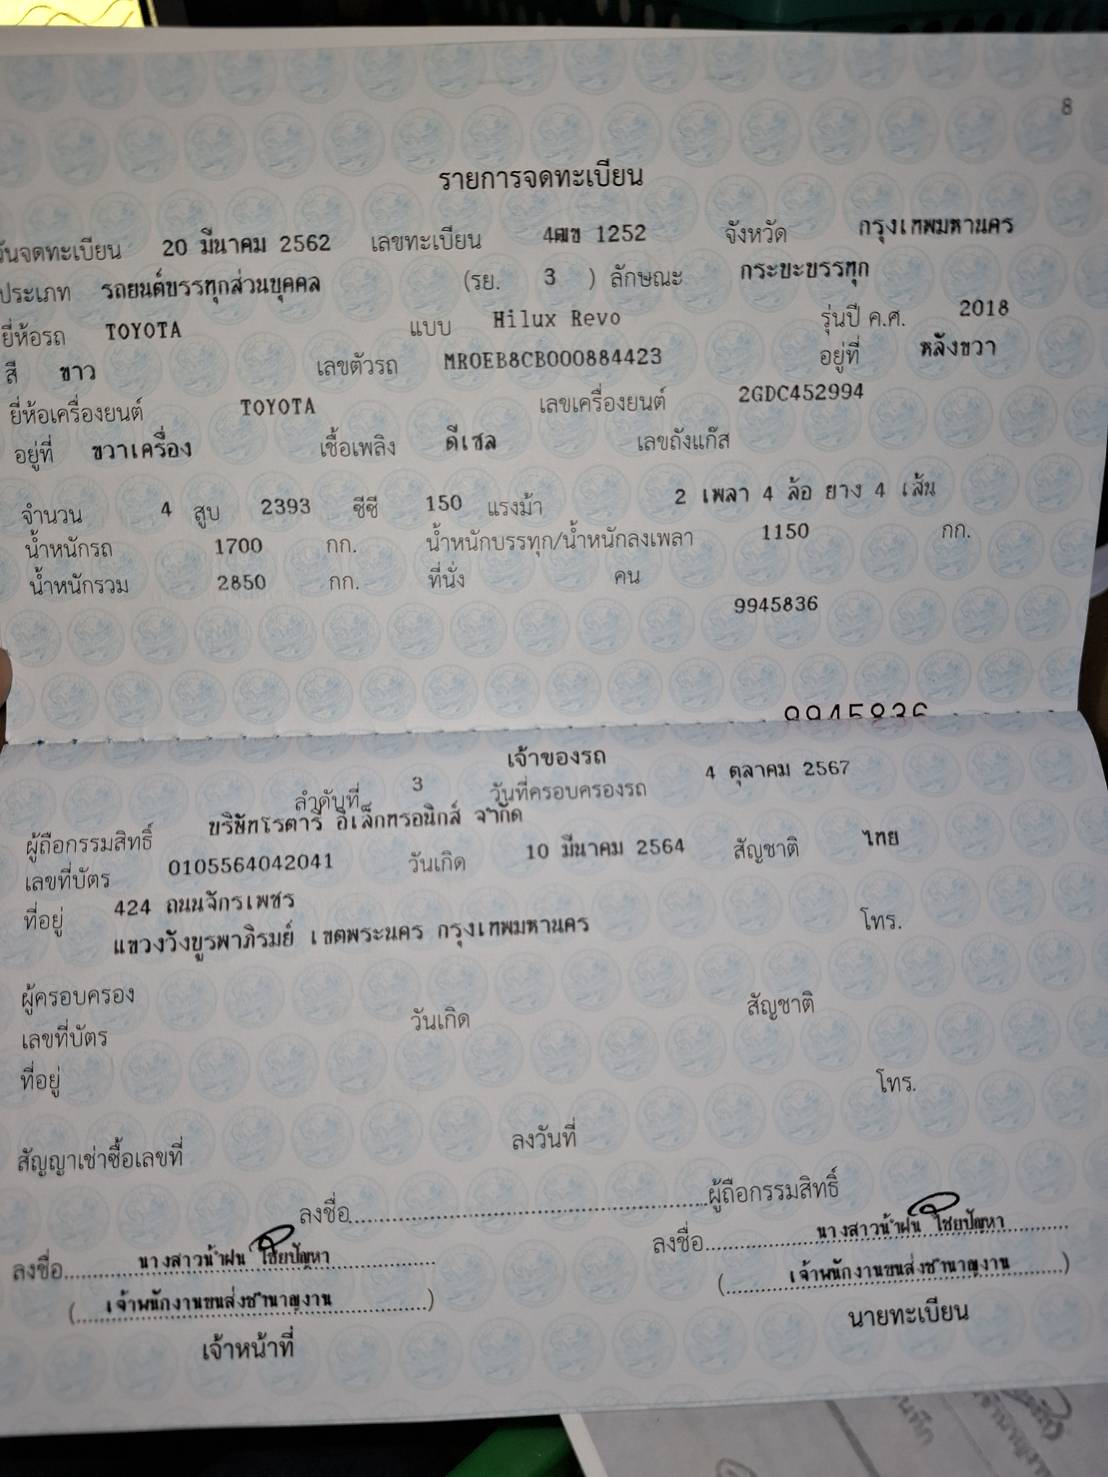 8
รายการจดทะเบียน
วันจดทะเบียน 20 มีนาคม 2562 เลขทะเบียน 4ฒข 1252 จังหวัด กรุงเทพมหานคร
ประเภท รถยนต์บรรทุกส่วนบุคคล (รย. 3 ) ลักษณะ กระบะบรรทุก
ยี่ห้อรถ TOYOTA แบบ Hilux Revo รุ่นปี ค.ศ. 2018
สี ขาว เลขตัวรถ MR0EB8CB000884423 อยู่ที่ หลังขวา
ยี่ห้อเครื่องยนต์ TOYOTA เลขเครื่องยนต์ 2GDC452994
อยู่ที่ ขวาเครื่อง เชื้อเพลิง ดีเซล เลขถังแก๊ส
จำนวน 4 สูบ 2393 ซีซี 150 แรงม้า 2 เพลา 4 ล้อ ยาง 4 เส้น
น้ำหนักรถ 1700 กก. น้ำหนักบรรทุก/น้ำหนักลงเพลา 1150 กก.
น้ำหนักรวม 2850 กก. ที่นั่ง คน
9945836
9945836
เจ้าของรถ
ลำดับที่ 3 วันที่ครอบครองรถ 4 ตุลาคม 2567
ผู้ถือกรรมสิทธิ์ บริษัทโรตารี่ อิเล็กทรอนิกส์ จำกัด
เลขที่บัตร 0105564042041 วันเกิด 10 มีนาคม 2564 สัญชาติ ไทย
ที่อยู่ 424 ถนนจักรเพชร
แขวงวังบูรพาภิรมย์ เขตพระนคร กรุงเทพมหานคร โทร.
ผู้ครอบครอง
เลขที่บัตร วันเกิด สัญชาติ
ที่อยู่ โทร.
สัญญาเช่าซื้อเลขที่ ลงวันที่
ลงชื่อ ผู้ถือกรรมสิทธิ์
ลงชื่อ นางสาวน้ำฝน ไชยปัญหา ลงชื่อ นางสาวน้ำฝน ไชยปัญหา
( เจ้าพนักงานขนส่งชำนาญงาน ) ( เจ้าพนักงานขนส่งชำนาญงาน )
เจ้าหน้าที่ นายทะเบียน